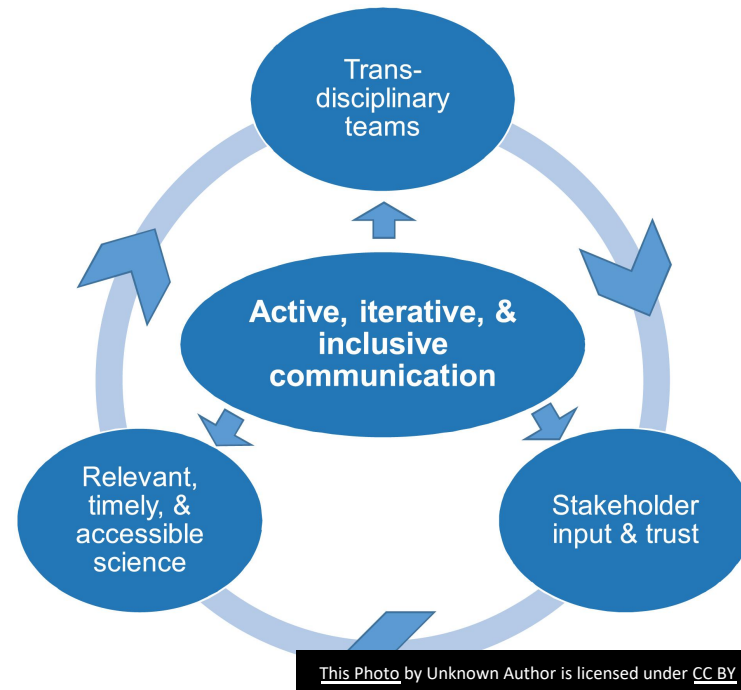 Trans-
disciplinary
teams
Active, iterative, &
inclusive
communication
Relevant,
timely, &
accessible
science
Stakeholder
input & trust
This Photo by Unknown Author is licensed under CC BY